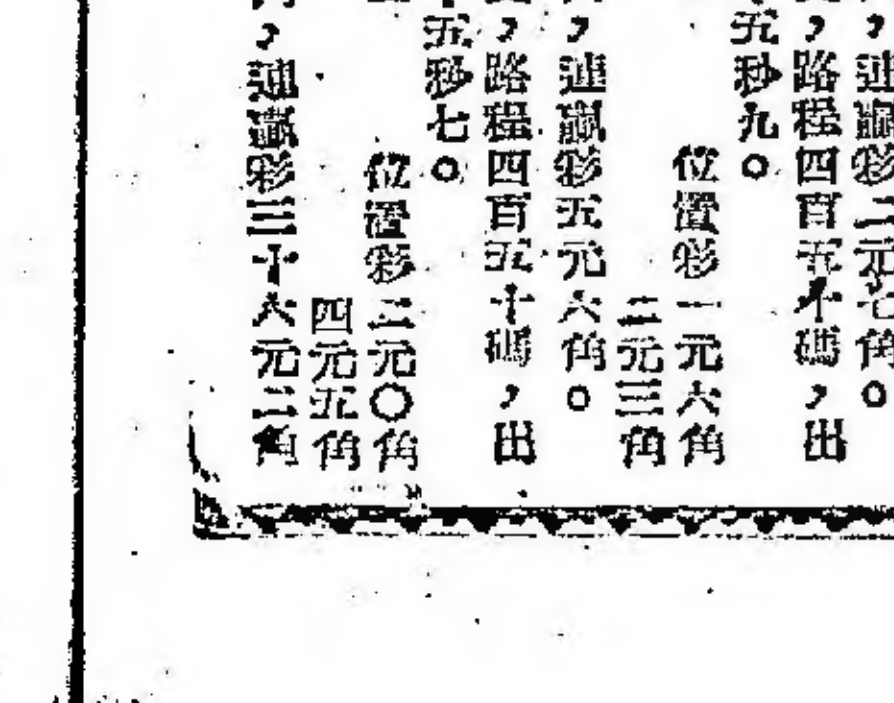 ，連贏彩二元七角。
，路程四百五十碼，出
五秒九。
位置彩一元六角
二元三角
，連贏彩五元六角。
，路程四百五十碼，出
五秒七。
位置彩二元〇角
四元五角
，連贏彩三十六元二角